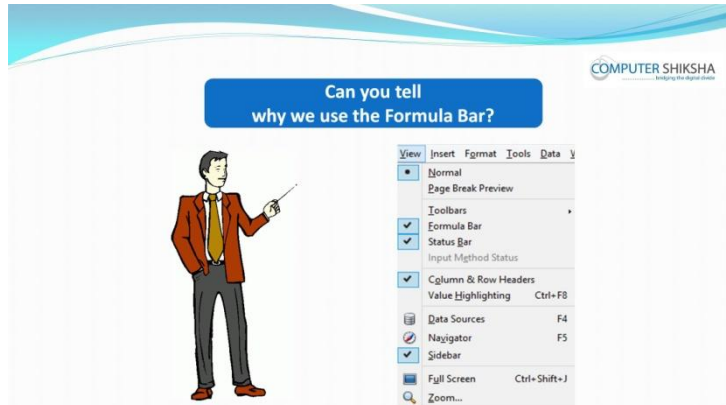 COMPUTER SHIKSHA
bridging the digital divide
Can you tell
why we use the Formula Bar?
View Insert Format Tools Data
Normal
Page Break Preview
Toolbars
Formula Bar
Status Bar
Input Method Status
Column & Row Headers
Value Highlighting Ctrl+F8
Data Sources F4
Navigator F5
Sidebar
Full Screen Ctrl+Shift+J
Zoom...